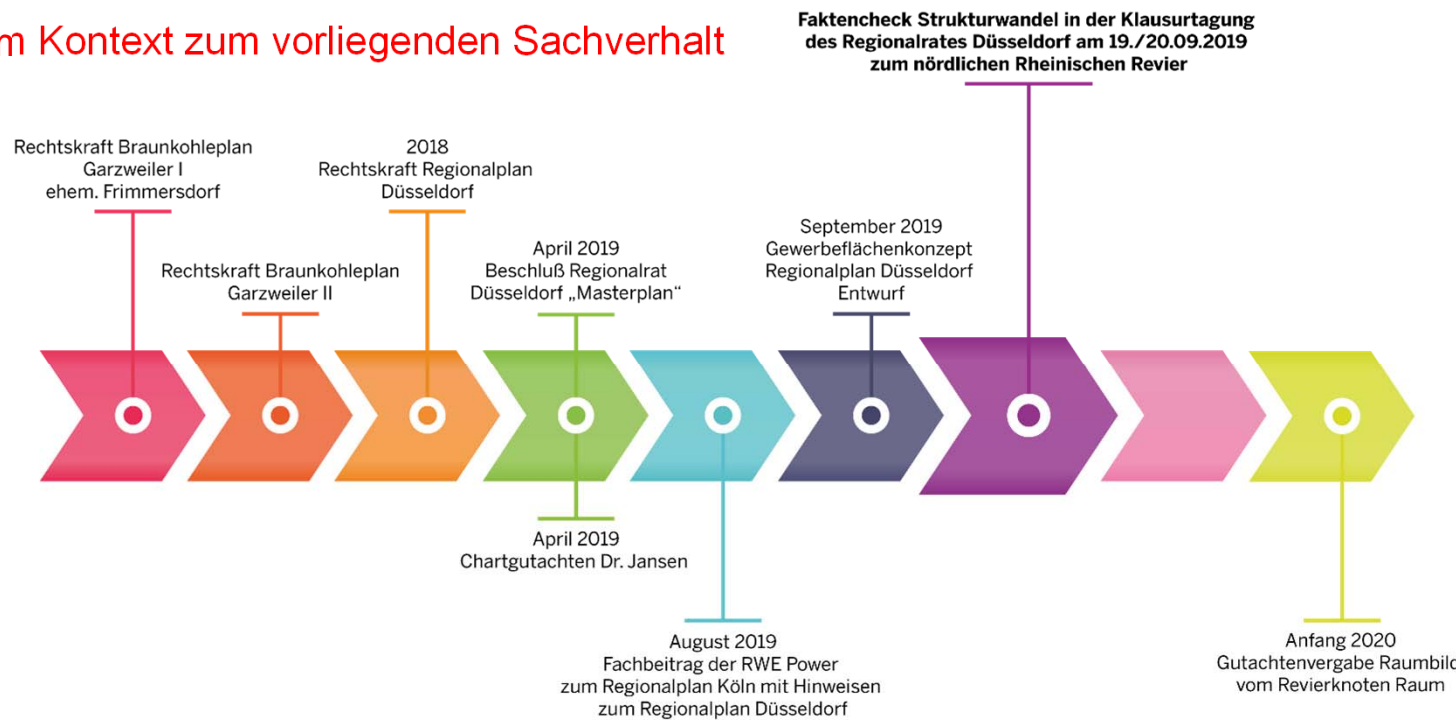 m Kontext zum vorliegenden Sachverhalt
Faktencheck Strukturwandel in der Klausurtagung
des Regionalrates Düsseldorf am 19./20.09.2019
zum nördlichen Rheinischen Revier
Rechtskraft Braunkohleplan
Garzweiler I
ehem. Frimmersdorf
Rechtskraft Braunkohleplan
Garzweiler II
2018
Rechtskraft Regionalplan
Düsseldorf
April 2019
Beschluß Regionalrat
Düsseldorf „Masterplan“
April 2019
Chartgutachten Dr. Jansen
August 2019
Fachbeitrag der RWE Power
zum Regionalplan Köln mit Hinweisen
zum Regionalplan Düsseldorf
September 2019
Gewerbeflächenkonzept
Regionalplan Düsseldorf
Entwurf
Anfang 2020
Gutachtenvergabe Raumbild
vom Revierknoten Raum